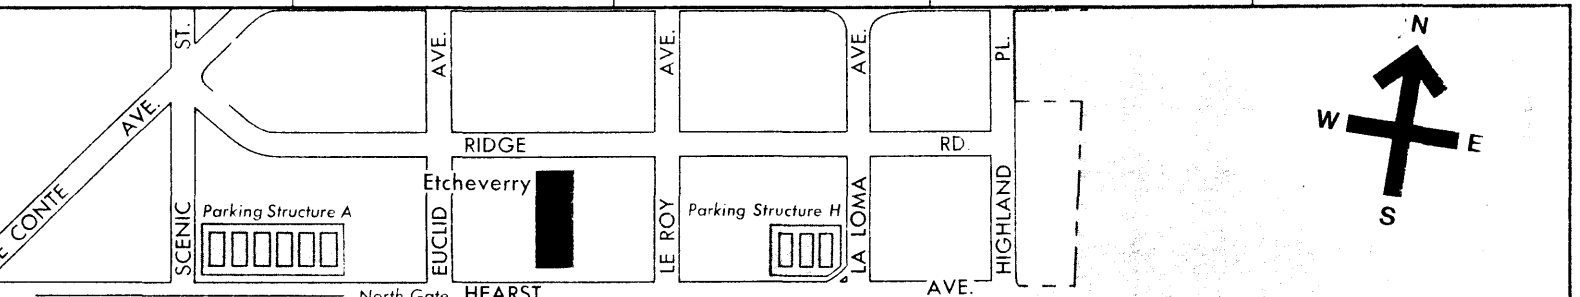 ST.
AVE.
AVE.
AVE.
PL.
N
W
E
S
AVE.
RIDGE
RD.
Etcheverry
LE CONTE
SCENIC
Parking Structure A
EUCLID
LE ROY
Parking Structure H
LA LOMA
HIGHLAND
North Gate
HEARST
AVE.